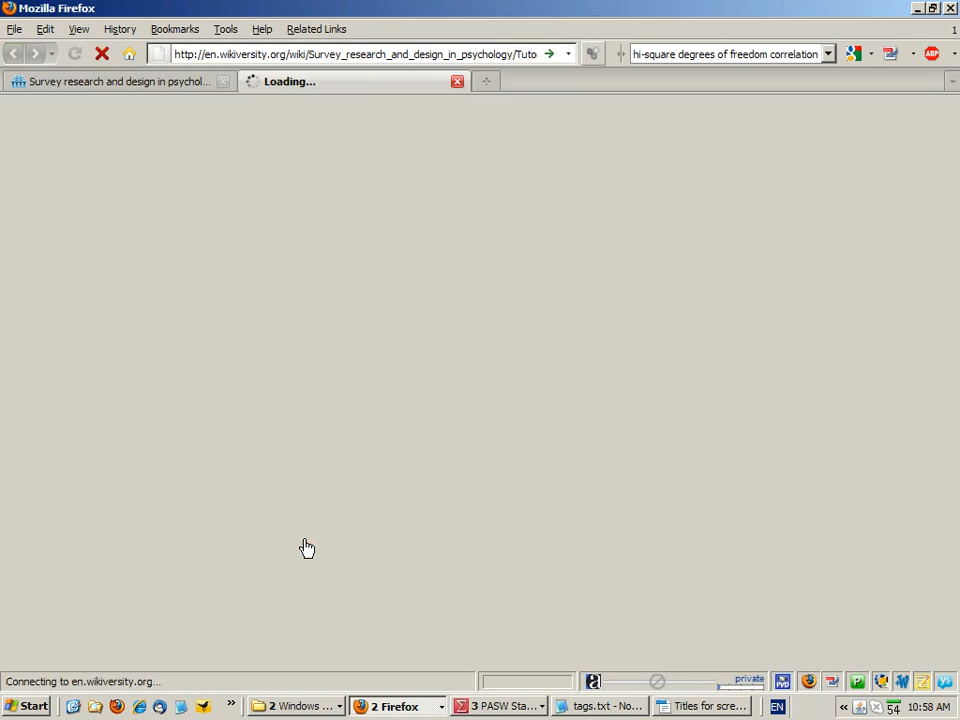 Mozilla Firefox
File Edit View History Bookmarks Tools Help Related Links 1
http://en.wikiversity.org/wiki/Survey_research_and_design_in_psychology/Tuto hi-square degrees of freedom correlation ABP
Survey research and design in psychol... Loading...
Connecting to en.wikiversity.org... a private P
Start » 2 Windows ... 2 Firefox 3 PASW Sta... tags.txt - No... Titles for scre... EN « 54 10:58 AM